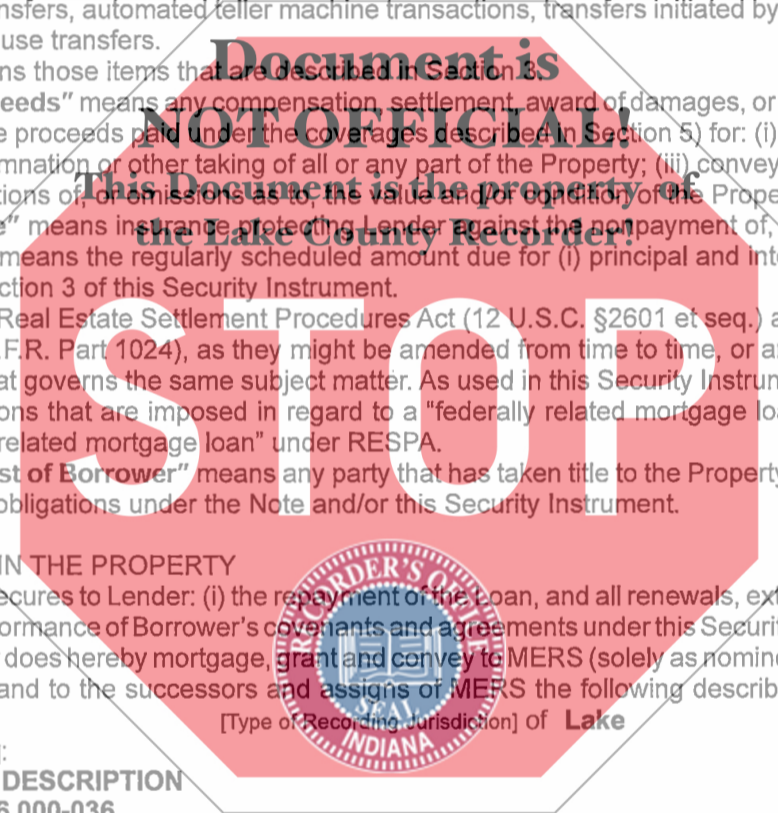 nsfers, automated teller machine transactions, transfers initiated by
use transfers.
Document is
ns those items that are described in Section 3.
eeds" means any compensation, settlement, award of damages, or
NOT OFFICIAL!
e proceeds paid under the coverages described in Section 5) for: (i)
mnation or other taking of all or any part of the Property; (iii) convey
This Document is the property of
tions of, or omissions as to, the value and/or condition of the Prope
e" means insurance protecting Lender against the nonpayment of,
the Lake County Recorder!
means the regularly scheduled amount due for (i) principal and inte
ction 3 of this Security Instrument.
Real Estate Settlement Procedures Act (12 U.S.C. §2601 et seq.) a
.F.R. Part 1024), as they might be amended from time to time, or a
at governs the same subject matter. As used in this Security Instrum
ons that are imposed in regard to a "federally related mortgage loa
related mortgage loan" under RESPA.
STOP
st of Borrower" means any party that has taken title to the Property
obligations under the Note and/or this Security Instrument.
IN THE PROPERTY
ecures to Lender: (i) the repayment of the Loan, and all renewals, ext
ormance of Borrower's covenants and agreements under this Securi
does hereby mortgage, grant and convey to MERS (solely as nomine
and to the successors and assigns of MERS the following describ
RECORDER'S OFFICE
SEAL
INDIANA
[Type of Recording Jurisdiction] of Lake
]:
DESCRIPTION
6.000-036